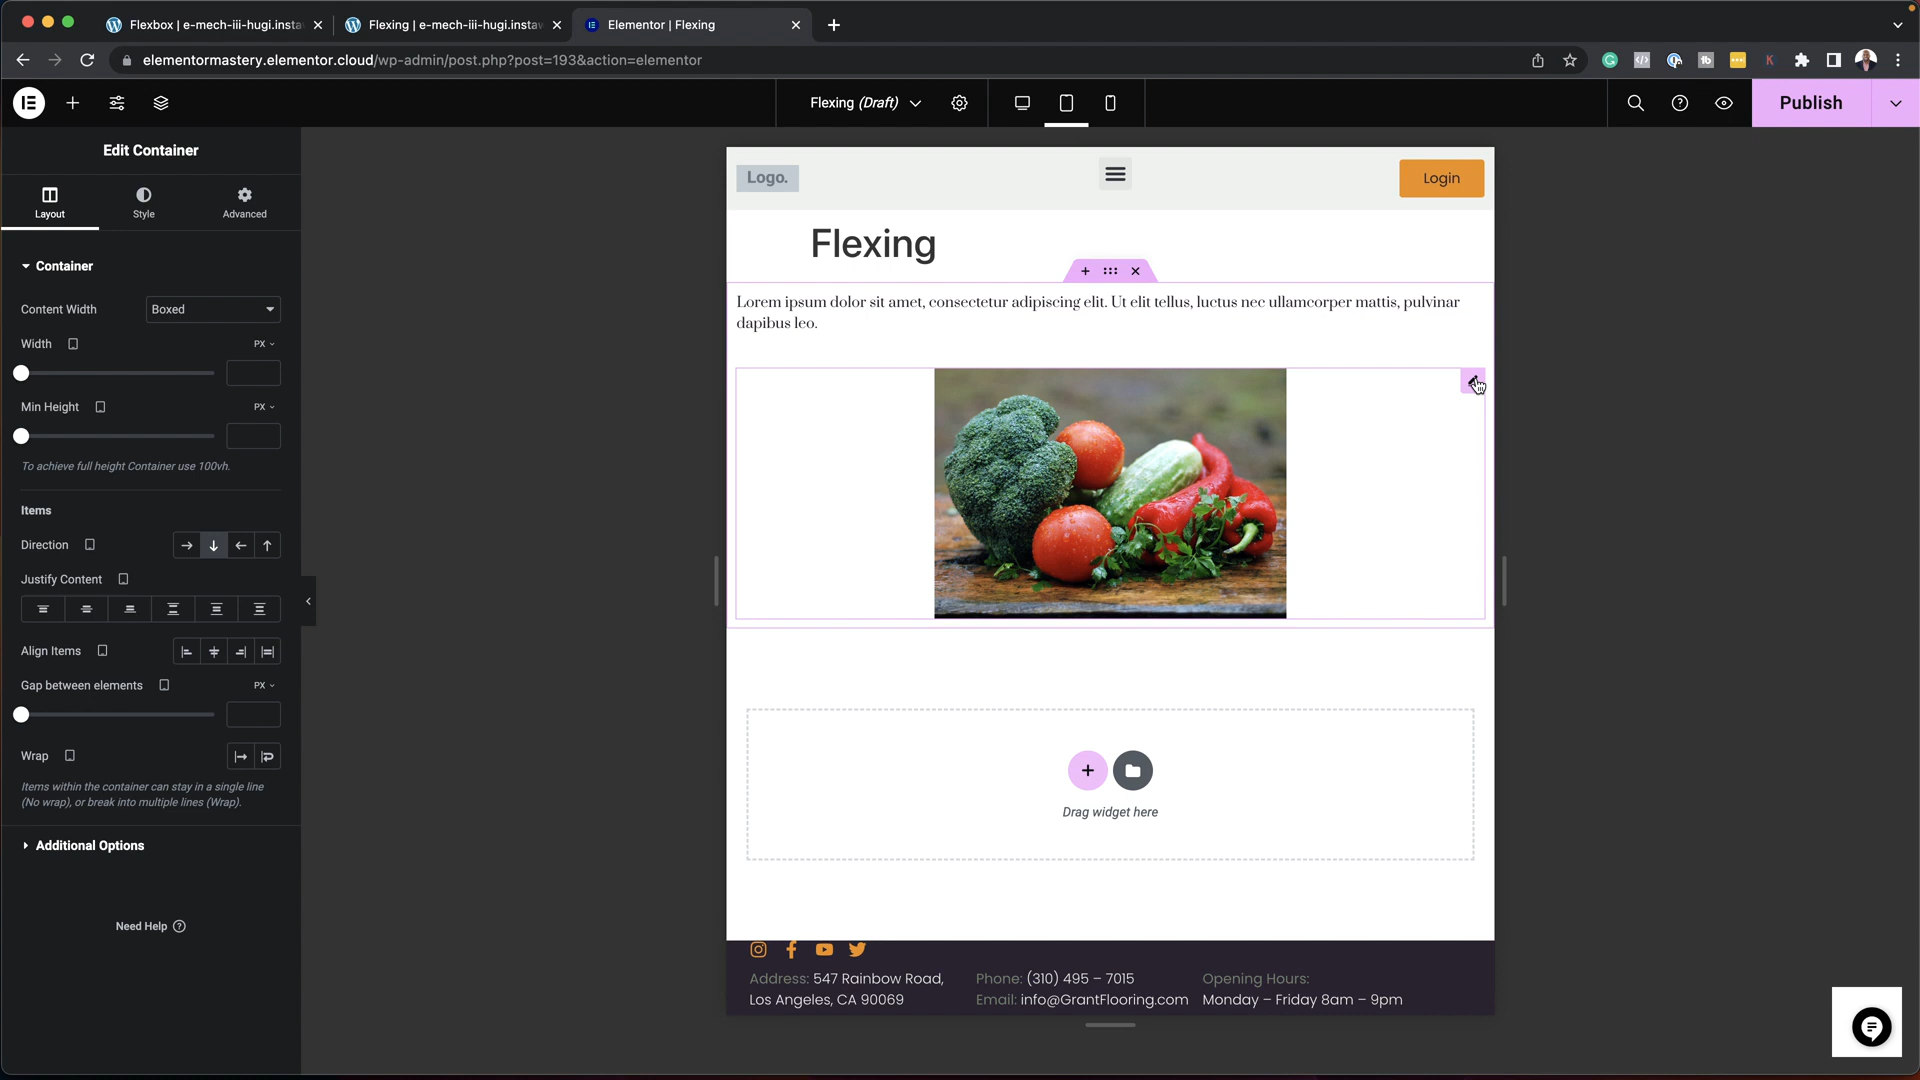 Flexbox | e-mech-iii-hugi.insta
Flexing | e-mech-iii-hugi.instaw
Elementor | Flexing
elementormastery.elementor.cloud/wp-admin/post.php?post=193&action=elementor
Flexing (Draft)
Publish
Edit Container
Layout
Style
Advanced
Container
Content Width
Boxed
Width
PX
Min Height
PX
To achieve full height Container use 100vh.
Items
Direction
Justify Content
Align Items
Gap between elements
PX
Wrap
Items within the container can stay in a single line
(No wrap), or break into multiple lines (Wrap).
Additional Options
Need Help
Logo.
Login
Flexing
Lorem ipsum dolor sit amet, consectetur adipiscing elit. Ut elit tellus, luctus nec ullamcorper mattis, pulvinar
dapibus leo.
Drag widget here
Address: 547 Rainbow Road,
Los Angeles, CA 90069
Phone: (310) 495 – 7015
Email: info@GrantFlooring.com
Opening Hours:
Monday – Friday 8am – 9pm